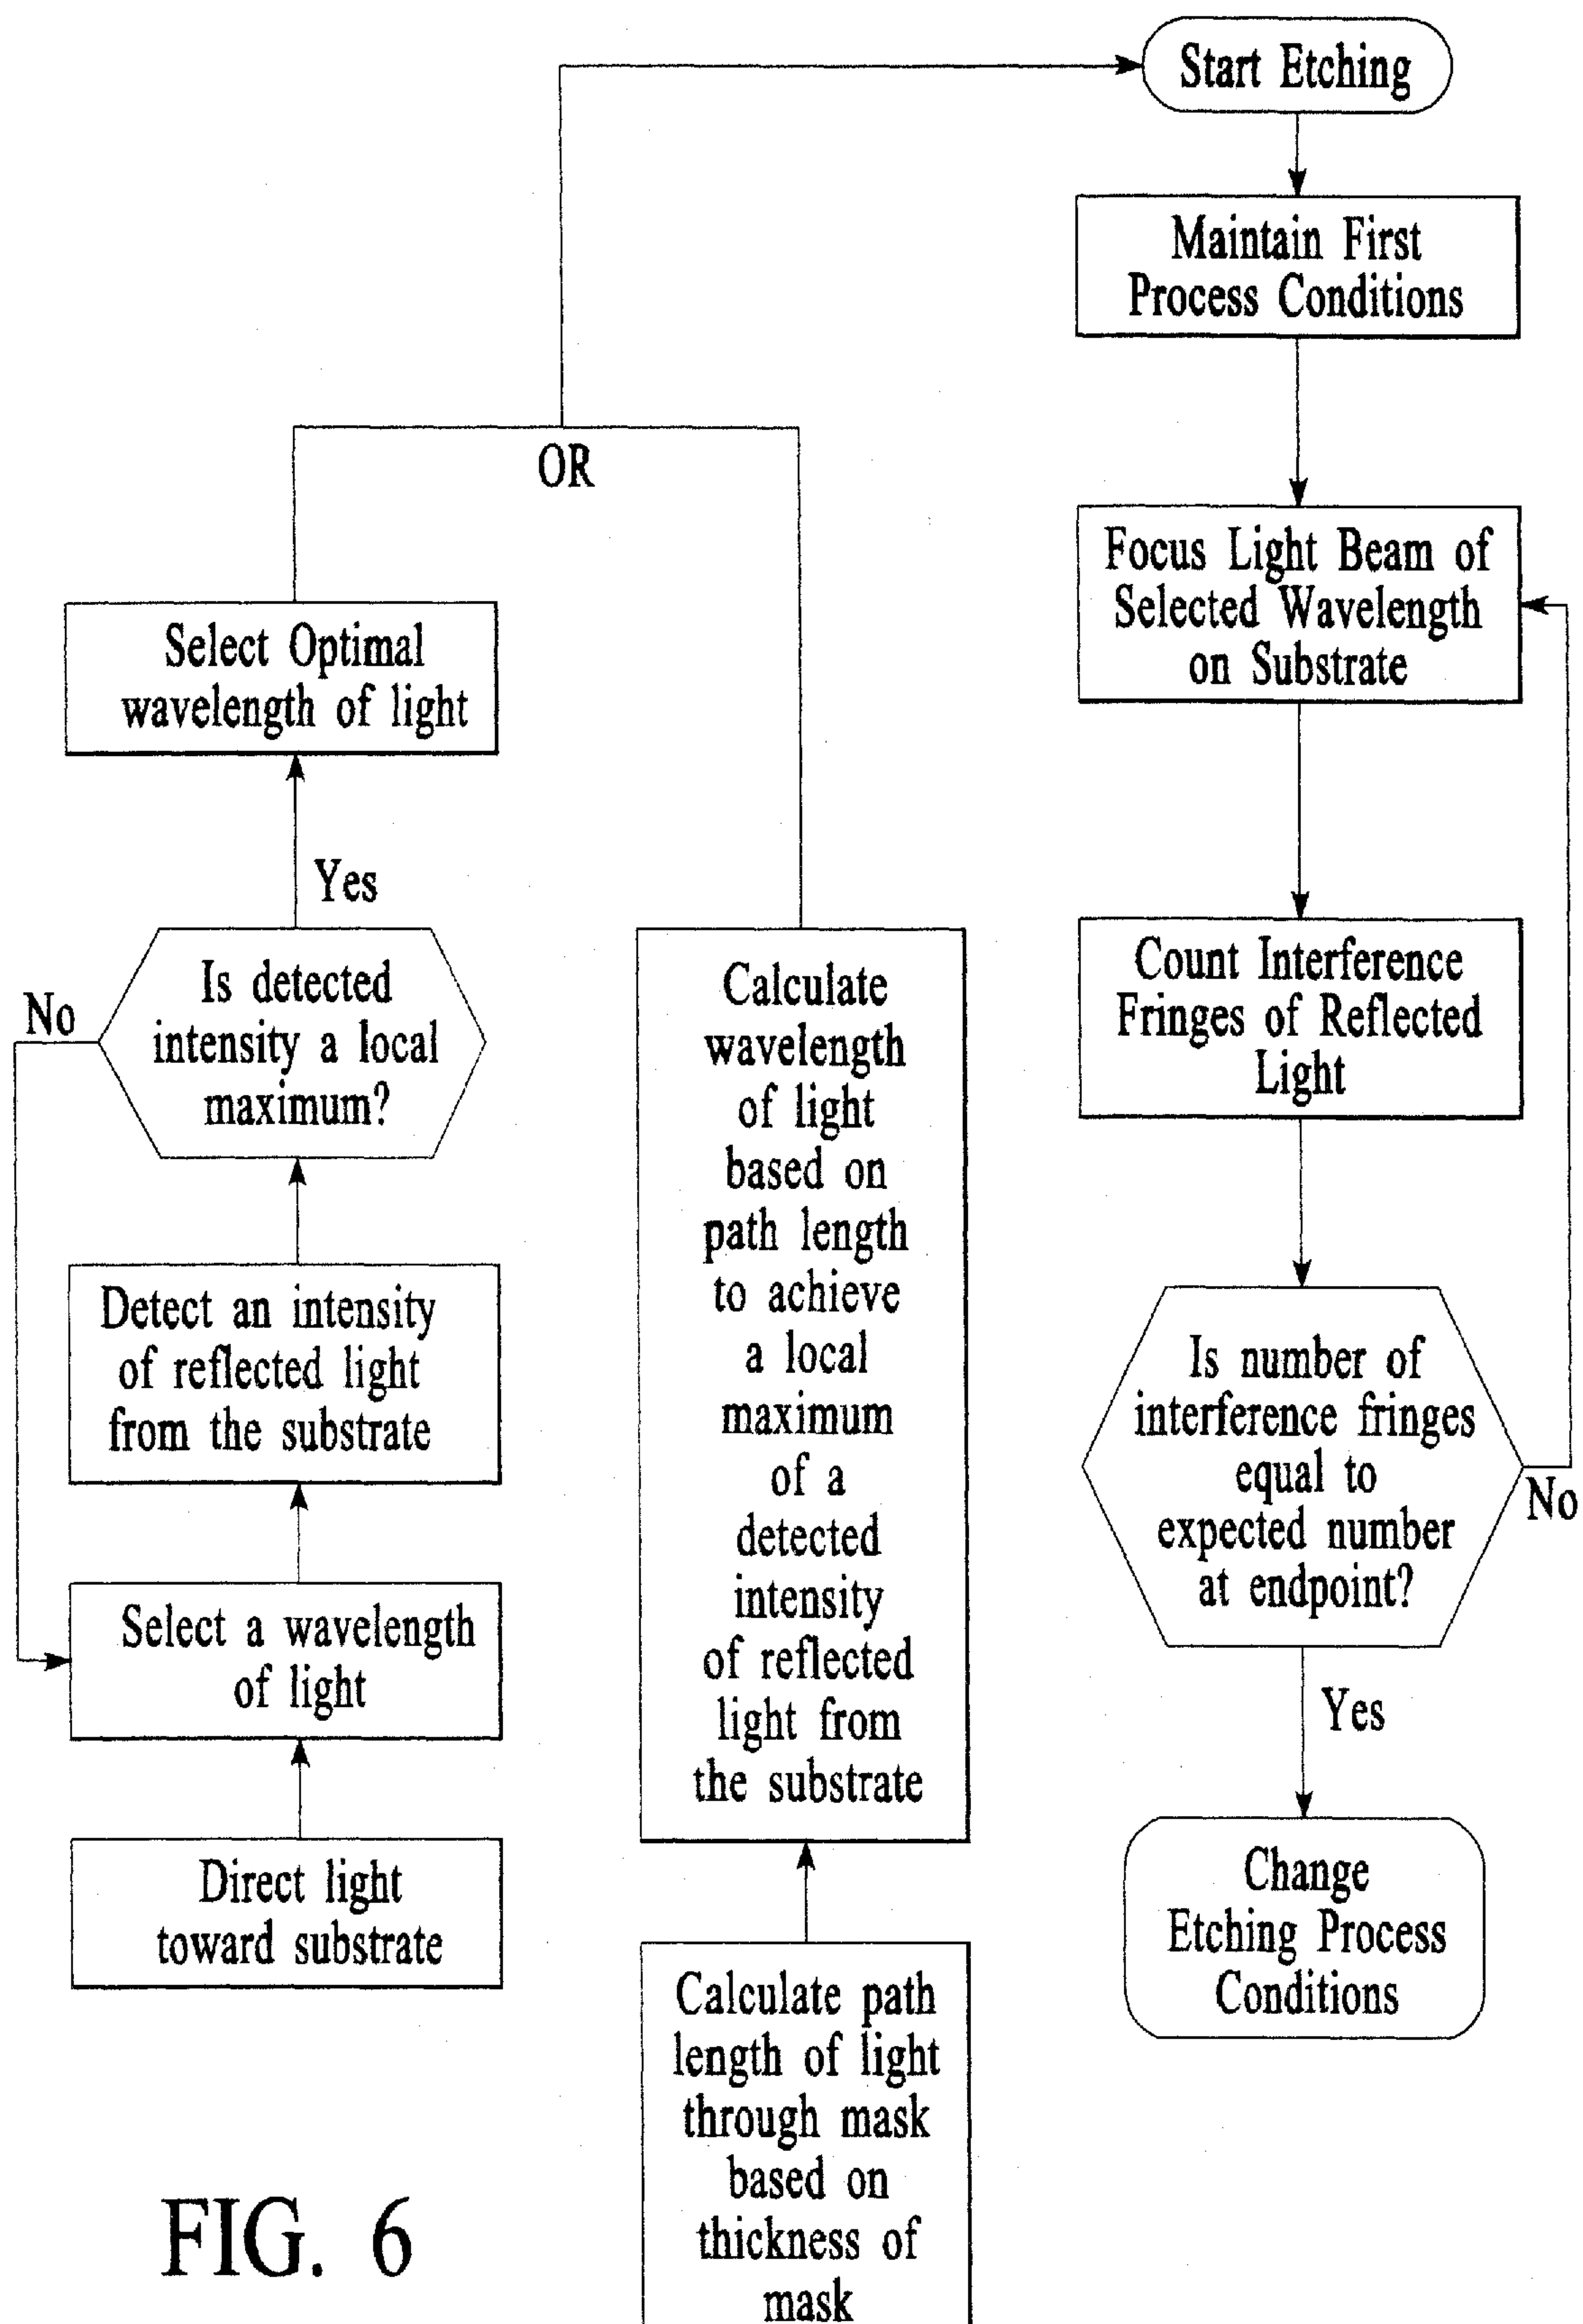 Start Etching
Maintain First
Process Conditions
Focus Light Beam of
Selected Wavelength
on Substrate
Count Interference
Fringes of Reflected
Light
Is number of
interference fringes
equal to
expected number
at endpoint?
No
Yes
Change
Etching Process
Conditions
OR
Select Optimal
wavelength of light
Yes
Is detected
intensity a local
maximum?
No
Detect an intensity
of reflected light
from the substrate
Select a wavelength
of light
Direct light
toward substrate
Calculate
wavelength
of light
based on
path length
to achieve
a local
maximum
of a
detected
intensity
of reflected
light from
the substrate
Calculate path
length of light
through mask
based on
thickness of
mask
FIG. 6